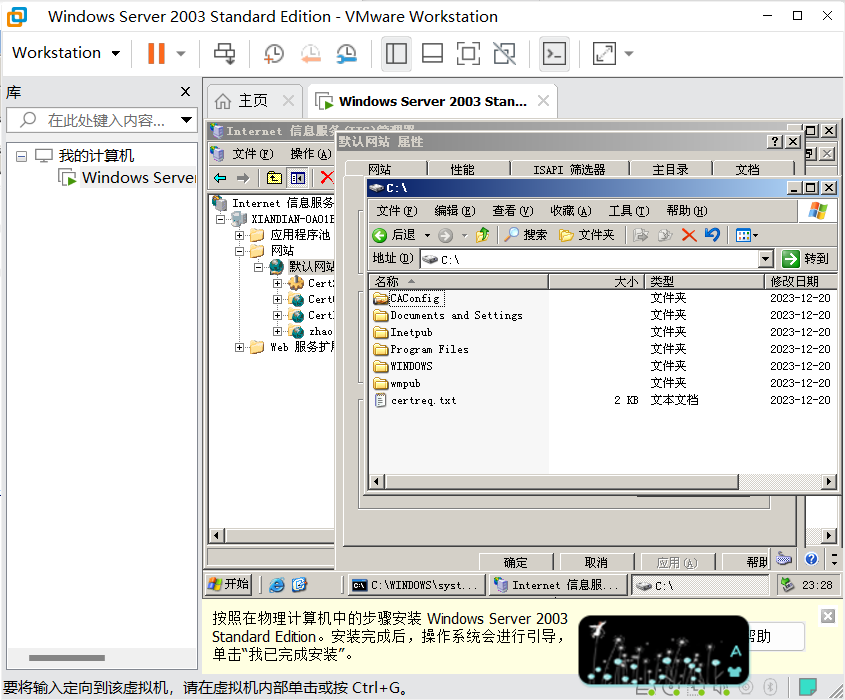 Windows Server 2003 Standard Edition - VMware Workstation
Workstation
库
在此处键入内容...
我的计算机
Windows Server
主页
Windows Server 2003 Stan...
Internet 信息服务(IIS)管理器
文件(F) 操作(A)
Internet 信息服务
XIANDIAN-0A01E
应用程序池
网站
默认网站
Cert
Cert
Cert
zhao
Web 服务扩展
默认网站 属性
网站 性能 ISAPI 筛选器 主目录 文档
C:\
文件(F) 编辑(E) 查看(V) 收藏(A) 工具(T) 帮助(H)
后退 搜索 文件夹
地址(D) C:\ 转到
名称 大小 类型 修改日期
CAConfig 文件夹 2023-12-20
Documents and Settings 文件夹 2023-12-20
Inetpub 文件夹 2023-12-20
Program Files 文件夹 2023-12-20
WINDOWS 文件夹 2023-12-20
wmpub 文件夹 2023-12-20
certreq.txt 2 KB 文本文档 2023-12-20
确定 取消 应用(A) 帮助
开始 C:\WINDOWS\syst... Internet 信息服... C:\ 23:28
按照在物理计算机中的步骤安装 Windows Server 2003
Standard Edition。安装完成后，操作系统会进行引导，
单击“我已完成安装”。
帮助
A
要将输入定向到该虚拟机，请在虚拟机内部单击或按 Ctrl+G。